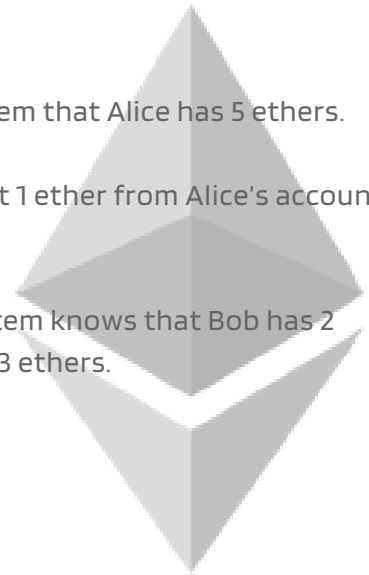 em that Alice has 5 ethers.
t 1 ether from Alice's accoun
tem knows that Bob has 2
3 ethers.